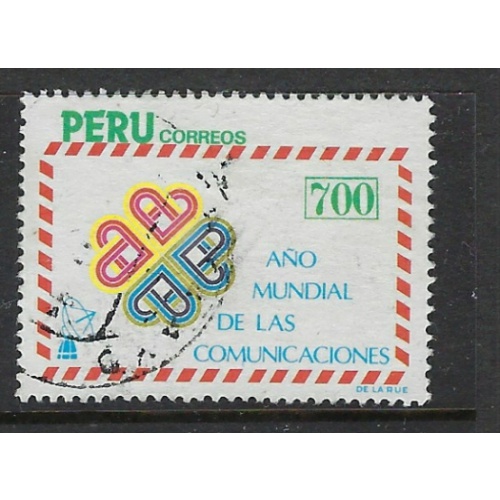 PERU CORREOS
700
AÑO
MUNDIAL
DE LAS
COMUNICACIONES
DE LA RUE